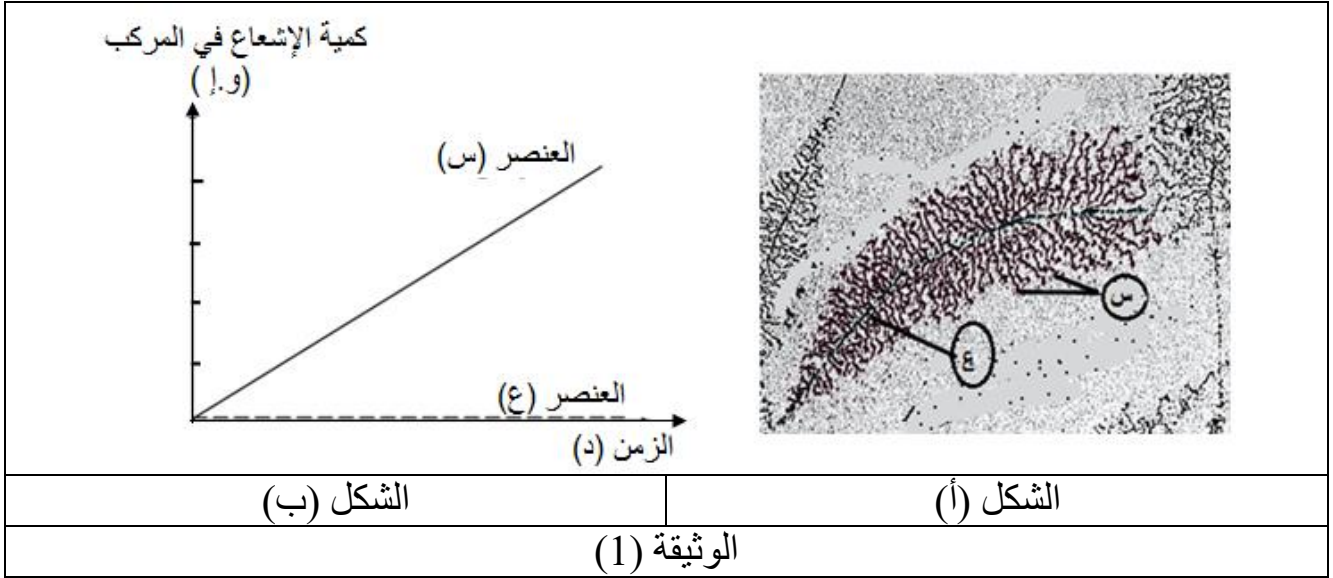 كمية الإشعاع في المركب
(و.إ)
العنصر (س)
العنصر (ع)
الزمن (د)
س
ع
الشكل (أ)
الشكل (ب)
الوثيقة (1)